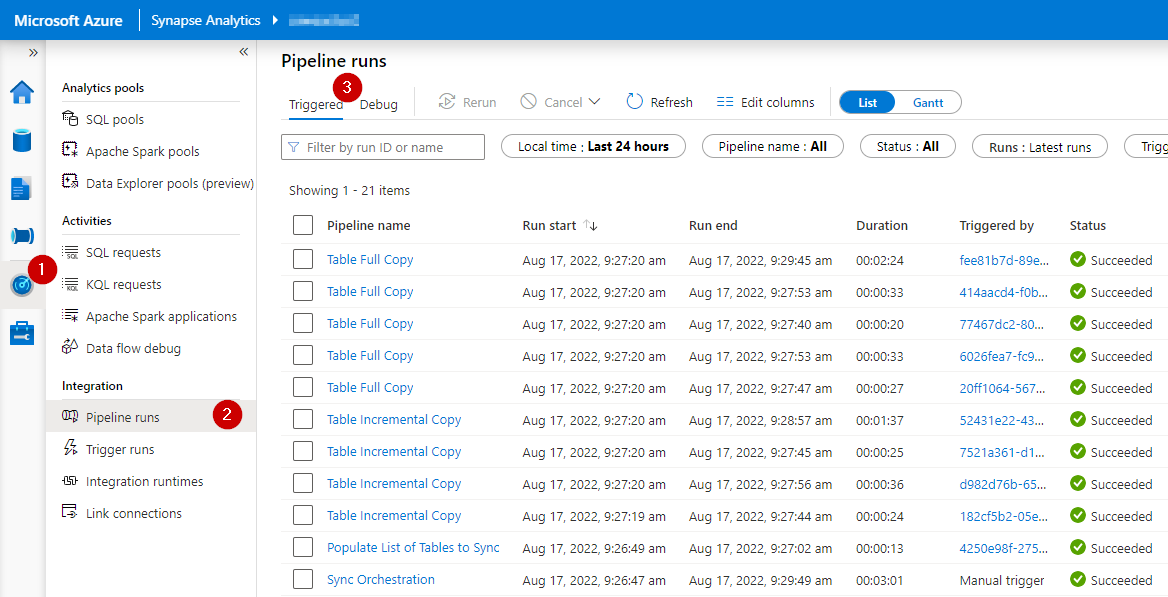 Microsoft Azure Synapse Analytics
Pipeline runs
Analytics pools
SQL pools
Apache Spark pools
Data Explorer pools (preview)
Activities
SQL requests
KQL requests
Apache Spark applications
Data flow debug
Integration
Pipeline runs
Trigger runs
Integration runtimes
Link connections
1
2
3
Triggered Debug Rerun Cancel Refresh Edit columns List Gantt
Filter by run ID or name Local time : Last 24 hours Pipeline name : All Status : All Runs : Latest runs Trigg
Showing 1 - 21 items
Pipeline name Run start Run end Duration Triggered by Status
Table Full Copy Aug 17, 2022, 9:27:20 am Aug 17, 2022, 9:29:45 am 00:02:24 fee81b7d-89e... Succeeded
Table Full Copy Aug 17, 2022, 9:27:20 am Aug 17, 2022, 9:27:53 am 00:00:33 414aacd4-f0b... Succeeded
Table Full Copy Aug 17, 2022, 9:27:20 am Aug 17, 2022, 9:27:40 am 00:00:20 77467dc2-80... Succeeded
Table Full Copy Aug 17, 2022, 9:27:20 am Aug 17, 2022, 9:27:53 am 00:00:33 6026fea7-fc9... Succeeded
Table Full Copy Aug 17, 2022, 9:27:20 am Aug 17, 2022, 9:27:47 am 00:00:27 20ff1064-567... Succeeded
Table Incremental Copy Aug 17, 2022, 9:27:20 am Aug 17, 2022, 9:28:57 am 00:01:37 52431e22-43... Succeeded
Table Incremental Copy Aug 17, 2022, 9:27:20 am Aug 17, 2022, 9:27:45 am 00:00:25 7521a361-d1... Succeeded
Table Incremental Copy Aug 17, 2022, 9:27:20 am Aug 17, 2022, 9:27:56 am 00:00:36 d982d76b-65... Succeeded
Table Incremental Copy Aug 17, 2022, 9:27:19 am Aug 17, 2022, 9:27:44 am 00:00:24 182cf5b2-05e... Succeeded
Populate List of Tables to Sync Aug 17, 2022, 9:26:49 am Aug 17, 2022, 9:27:02 am 00:00:13 4250e98f-275... Succeeded
Sync Orchestration Aug 17, 2022, 9:26:47 am Aug 17, 2022, 9:29:49 am 00:03:01 Manual trigger Succeeded